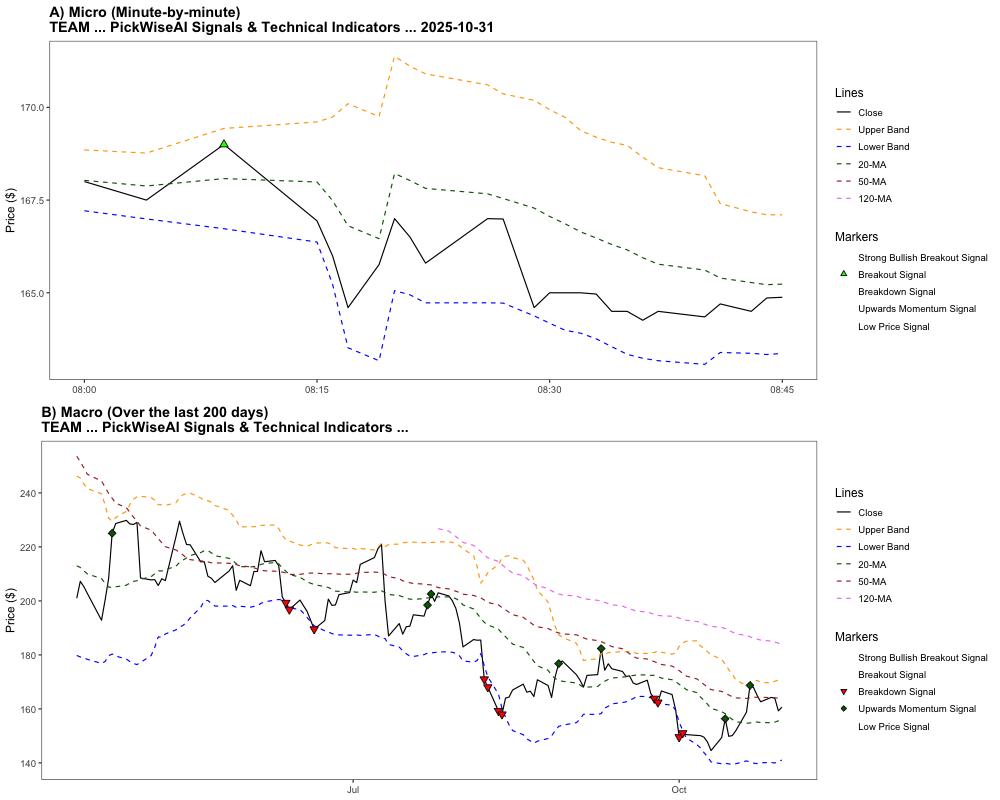 A) Micro (Minute-by-minute)
TEAM ... PickWiseAI Signals & Technical Indicators ... 2025-10-31
Price ($)
170.0
167.5
165.0
08:00
08:15
08:30
08:45
Lines
Close
Upper Band
Lower Band
20-MA
50-MA
120-MA
Markers
Strong Bullish Breakout Signal
Breakout Signal
Breakdown Signal
Upwards Momentum Signal
Low Price Signal
B) Macro (Over the last 200 days)
TEAM ... PickWiseAI Signals & Technical Indicators ...
Price ($)
240
220
200
180
160
140
Jul
Oct
Lines
Close
Upper Band
Lower Band
20-MA
50-MA
120-MA
Markers
Strong Bullish Breakout Signal
Breakout Signal
Breakdown Signal
Upwards Momentum Signal
Low Price Signal